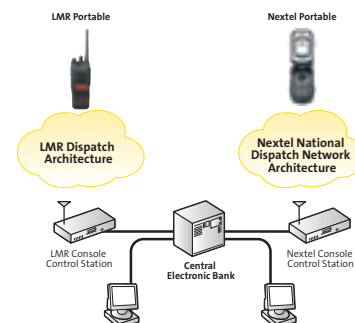 LMR Portable
Nextel Portable
LMR Dispatch
Architecture
Nextel National
Dispatch Network
Architecture
LMR Console
Control Station
Central
Electronic Bank
Nextel Console
Control Station